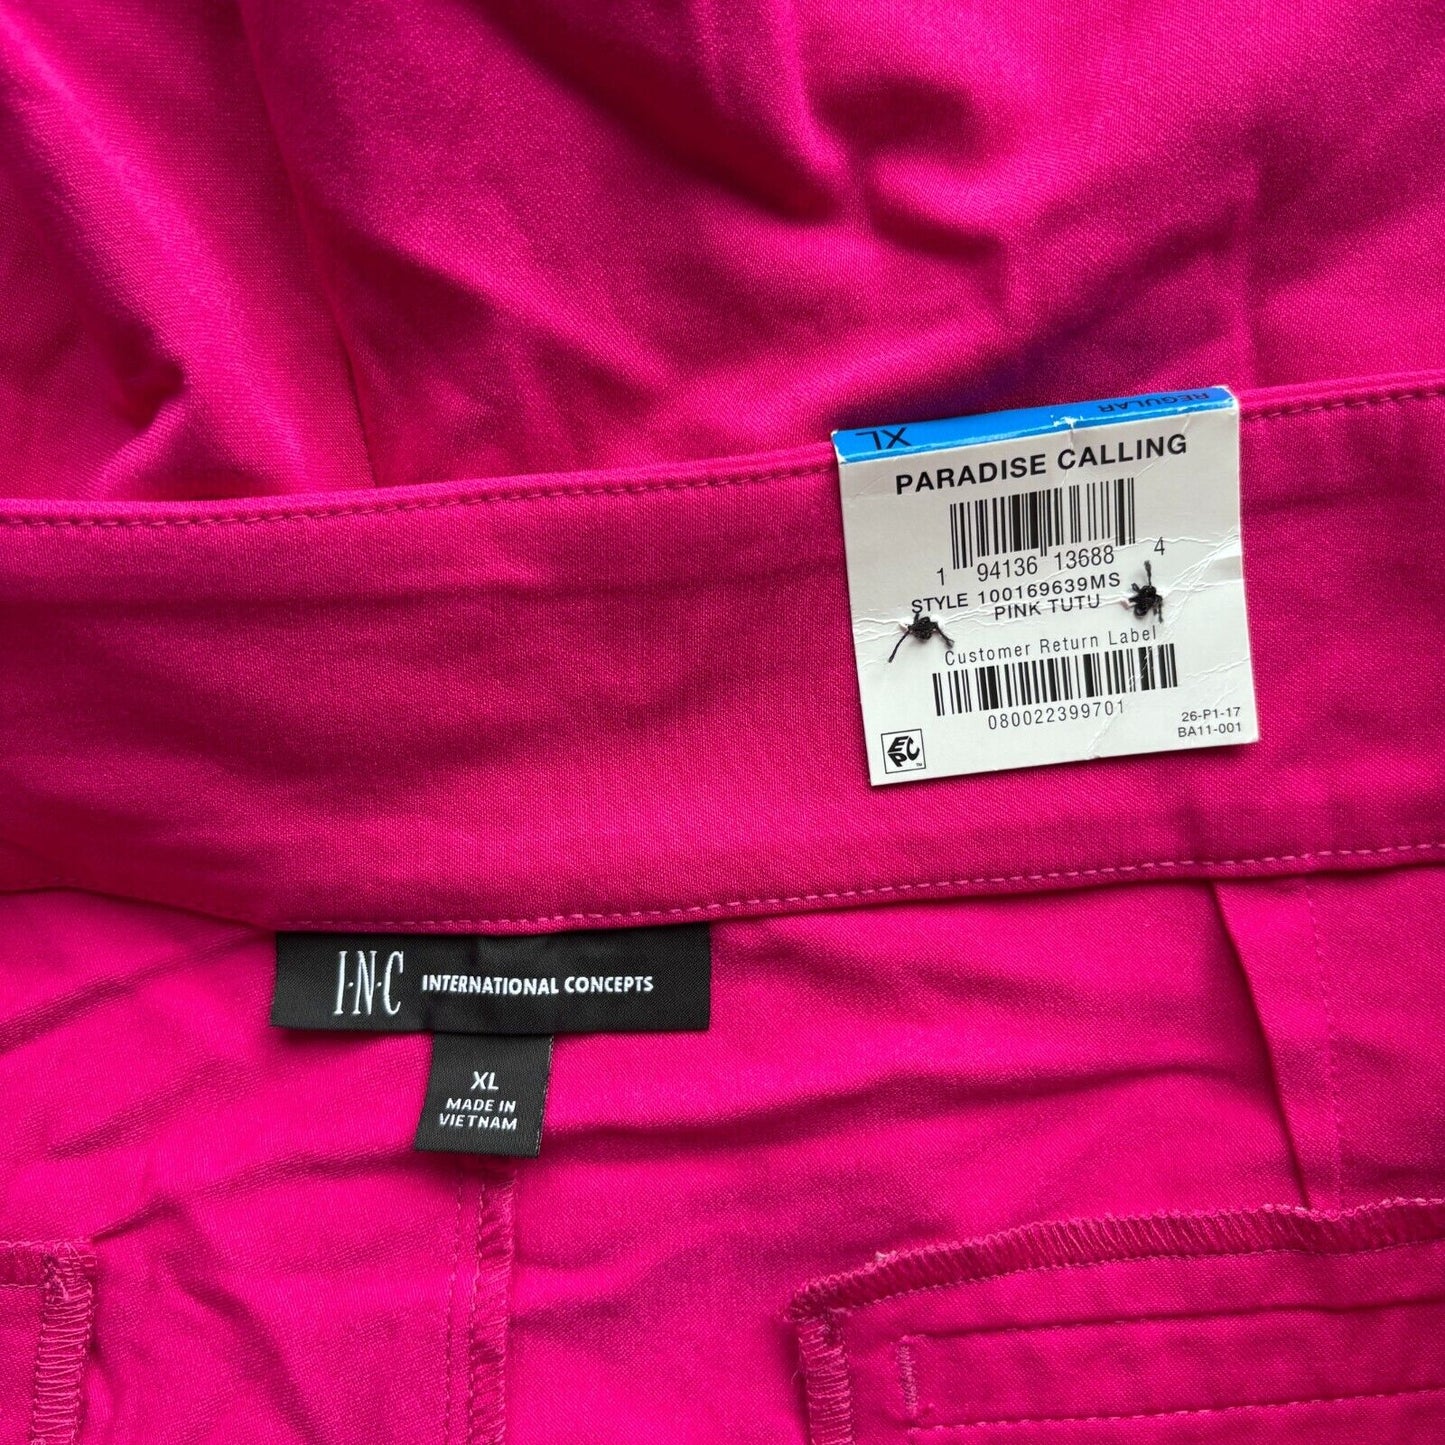 XL REGULAR
PARADISE CALLING
1 94136 13688 4
STYLE 100169639MS
PINK TUTU
Customer Return Label
080022399701
26-P1-17
BA11-001
EPC™
I·N·C INTERNATIONAL CONCEPTS
XL
MADE IN
VIETNAM